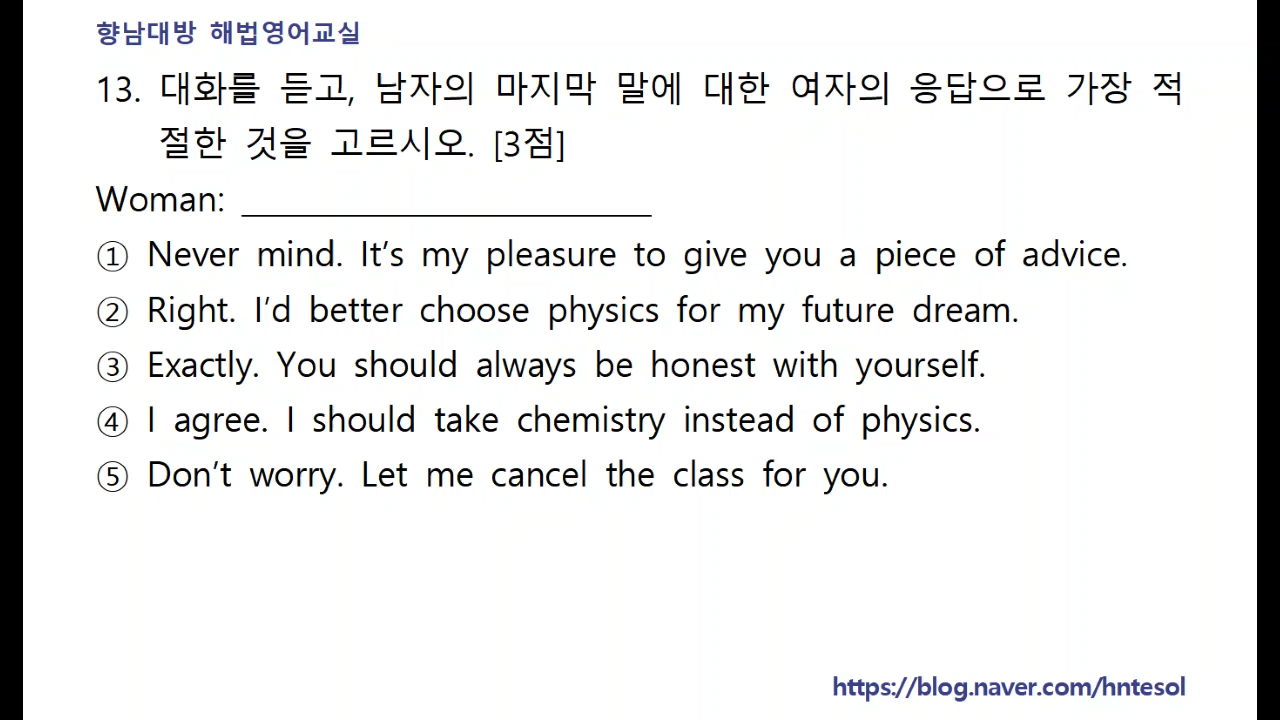 향남대방 해법영어교실
13. 대화를 듣고, 남자의 마지막 말에 대한 여자의 응답으로 가장 적
절한 것을 고르시오. [3점]
Woman: ______________________
① Never mind. It’s my pleasure to give you a piece of advice.
② Right. I’d better choose physics for my future dream.
③ Exactly. You should always be honest with yourself.
④ I agree. I should take chemistry instead of physics.
⑤ Don’t worry. Let me cancel the class for you.
https://blog.naver.com/hntesol